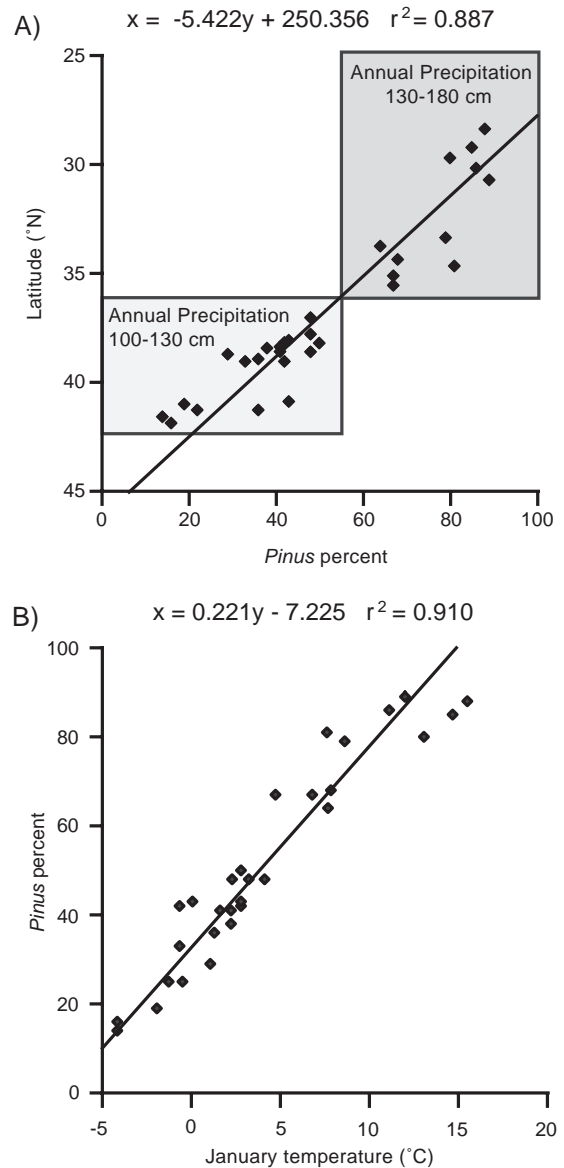 A)
x = -5.422y + 250.356 r² = 0.887
25
30
35
40
45
Latitude (˚N)
Annual Precipitation
130-180 cm
Annual Precipitation
100-130 cm
0 20 40 60 80 100
Pinus percent
B)
x = 0.221y - 7.225 r² = 0.910
100
80
60
40
20
0
Pinus percent
-5 0 5 10 15 20
January temperature (˚C)